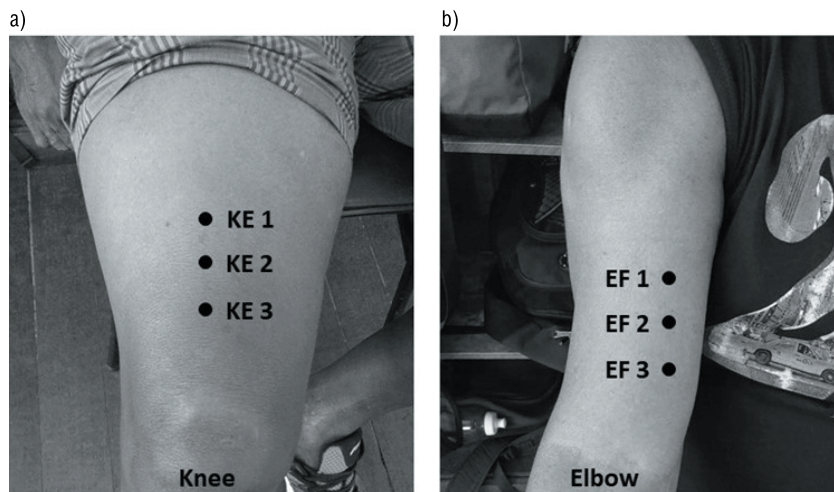 a)
b)
KE 1
KE 2
KE 3
Knee
EF 1
EF 2
EF 3
Elbow